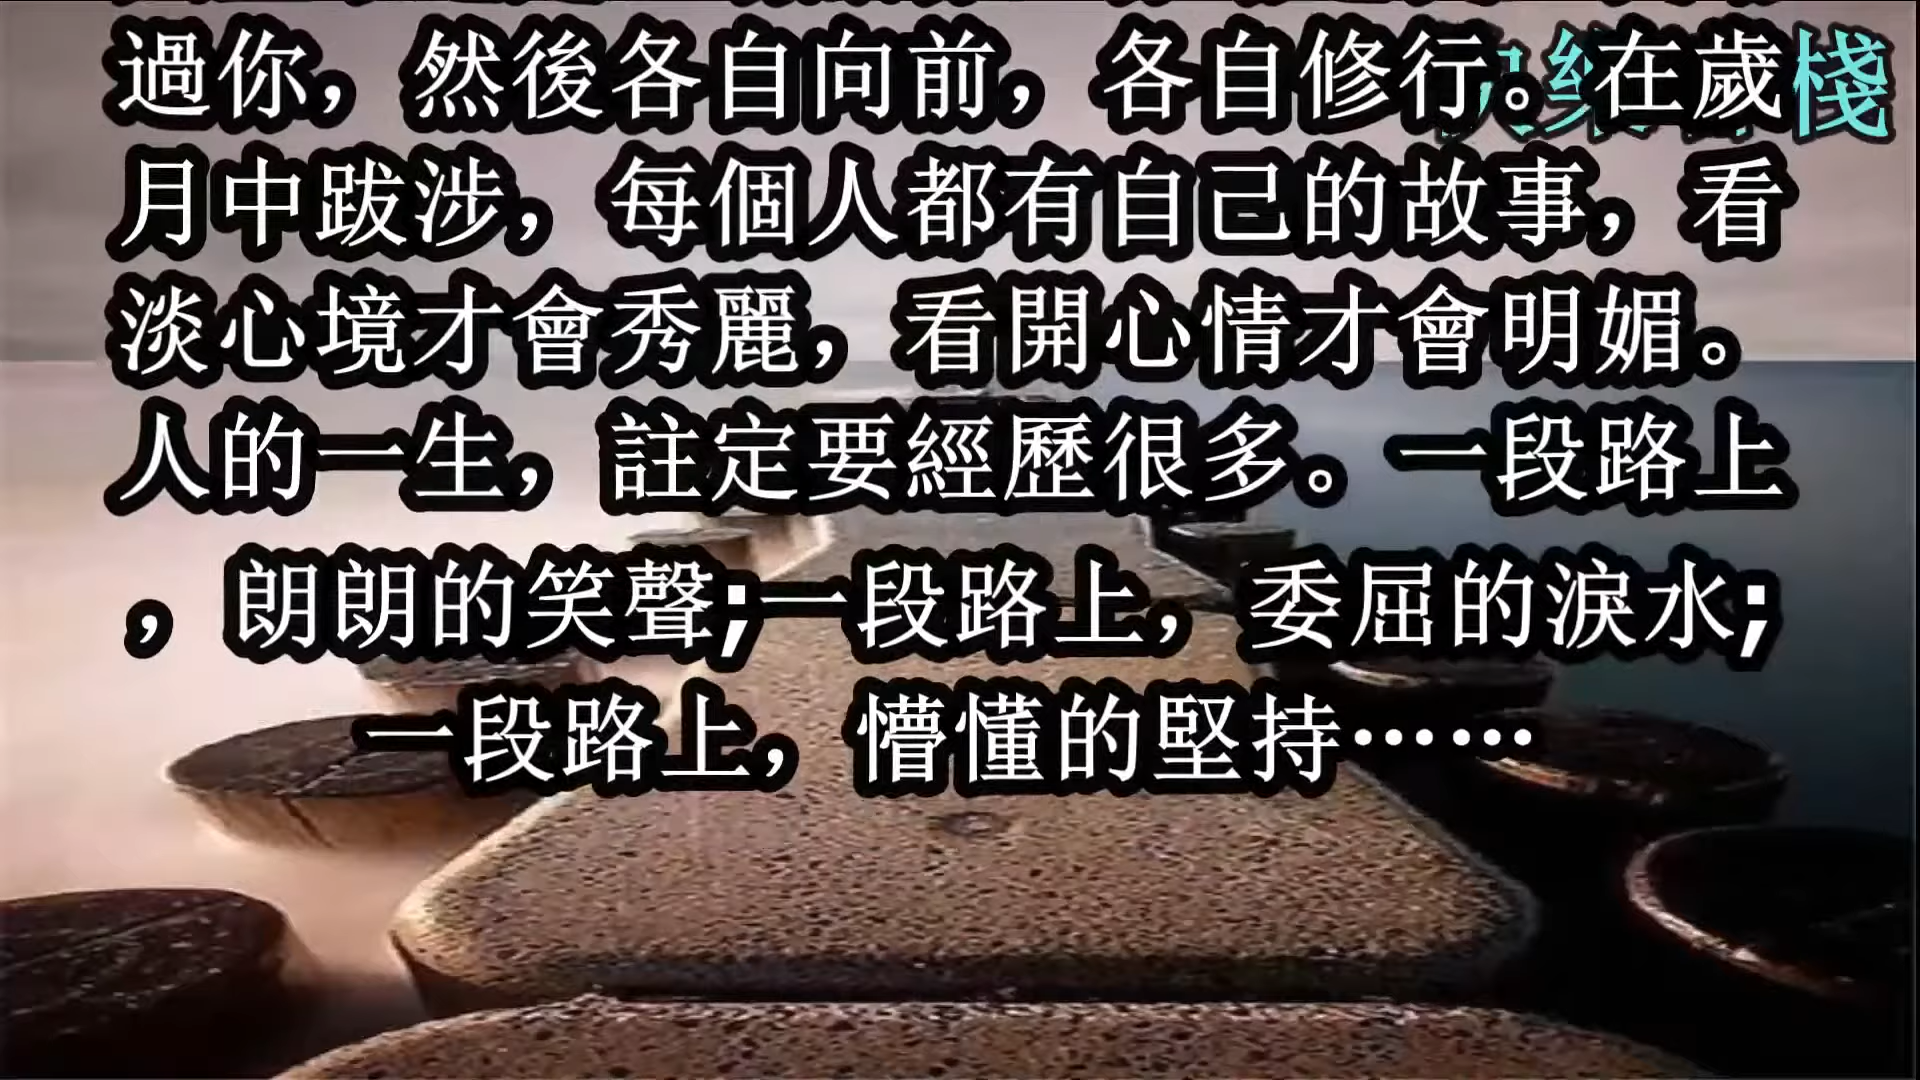 過你，然後各自向前，各自修行。在歲
棧
月中跋涉，每個人都有自己的故事，看
淡心境才會秀麗，看開心情才會明媚。
人的一生，註定要經歷很多。一段路上
，朗朗的笑聲;一段路上，委屈的淚水;
一段路上，懵懂的堅持……